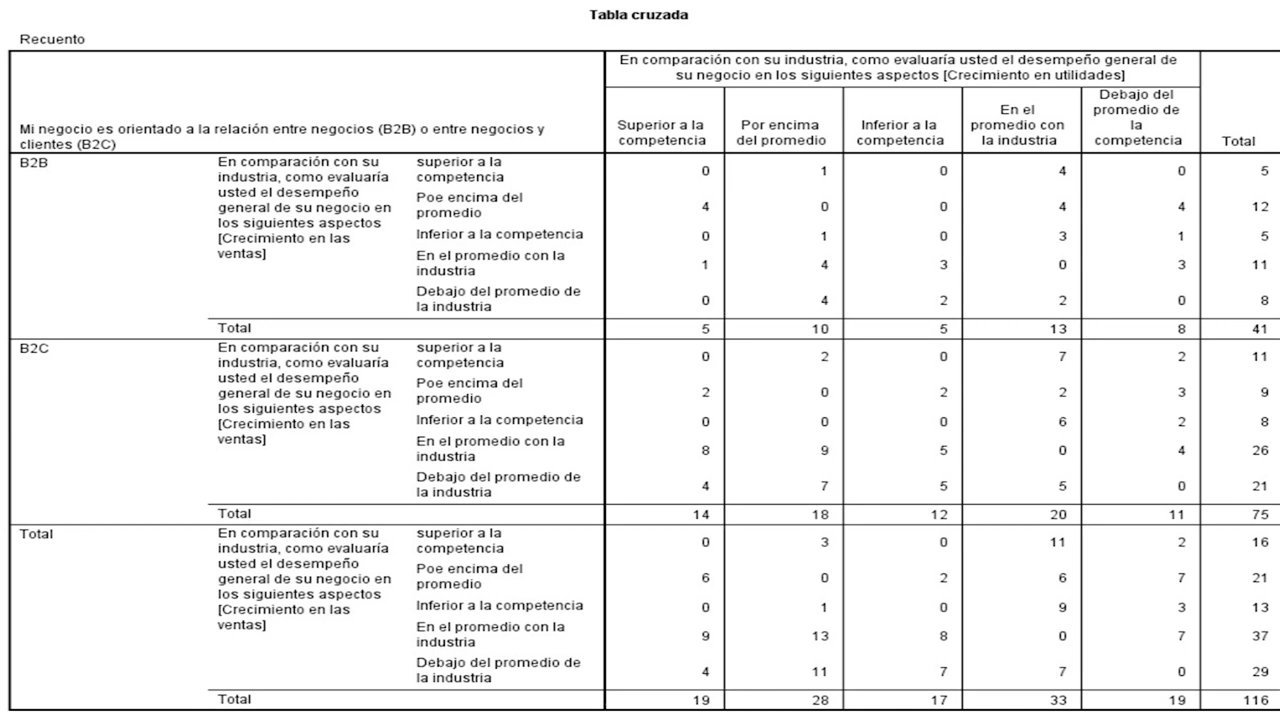 Tabla cruzada
Recuento
En comparación con su industria, como evaluaría usted el desempeño general de
su negocio en los siguientes aspectos [Crecimiento en utilidades]
Mi negocio es orientado a la relación entre negocios (B2B) o entre negocios y
clientes (B2C)
Superior a la
competencia
Por encima
del promedio
Inferior a la
competencia
En el
promedio con
la industria
Debajo del
promedio de
la
competencia
Total
B2B
En comparación con su
industria, como evaluaría
usted el desempeño
general de su negocio en
los siguientes aspectos
[Crecimiento en las
ventas]
superior a la
competencia
0 1 0 4 0 5
Poe encima del
promedio
4 0 0 4 4 12
Inferior a la competencia
0 1 0 3 1 5
En el promedio con la
industria
1 4 3 0 3 11
Debajo del promedio de
la industria
0 4 2 2 0 8
Total 5 10 5 13 8 41
B2C
En comparación con su
industria, como evaluaría
usted el desempeño
general de su negocio en
los siguientes aspectos
[Crecimiento en las
ventas]
superior a la
competencia
0 2 0 7 2 11
Poe encima del
promedio
2 0 2 2 3 9
Inferior a la competencia
0 0 0 6 2 8
En el promedio con la
industria
8 9 5 0 4 26
Debajo del promedio de
la industria
4 7 5 5 0 21
Total 14 18 12 20 11 75
Total
En comparación con su
industria, como evaluaría
usted el desempeño
general de su negocio en
los siguientes aspectos
[Crecimiento en las
ventas]
superior a la
competencia
0 3 0 11 2 16
Poe encima del
promedio
6 0 2 6 7 21
Inferior a la competencia
0 1 0 9 3 13
En el promedio con la
industria
9 13 8 0 7 37
Debajo del promedio de
la industria
4 11 7 7 0 29
Total 19 28 17 33 19 116